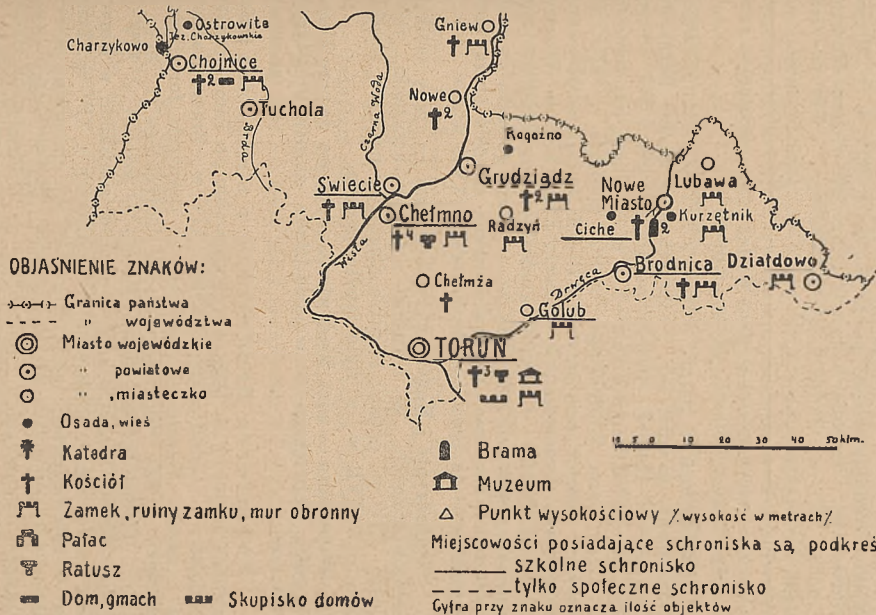 Ostrowite
Jez. Charzykowskie
Charzykowo
Chojnice
2
Tuchola
Brda
Czarna Woda
Gniew
Nowe
2
Rogoźno
Grudziądz
2
Świecie
Chełmno
4
Radzyń
Wisła
Nowe
Miasto
Lubawa
Kurzętnik
Ciche
2
Chełmża
Drwęca
Brodnica
Działdowo
Golub
TORUŃ
3
OBJAŚNIENIE ZNAKÓW:
Granica państwa
" województwa
Miasto wojewódzkie
" powiatowe
" , miasteczko
Osada, wieś
Katedra
Kościół
Zamek, ruiny zamku, mur obronny
Pałac
Ratusz
Dom, gmach
Skupisko domów
10 5 0 10 20 30 40 50 klm.
Brama
Muzeum
Punkt wysokościowy /. wysokość w metrach /.
Miejscowości posiadające schroniska są podkreś
szkolne schronisko
tylko społeczne schronisko
Cyfra przy znaku oznacza ilość objektów